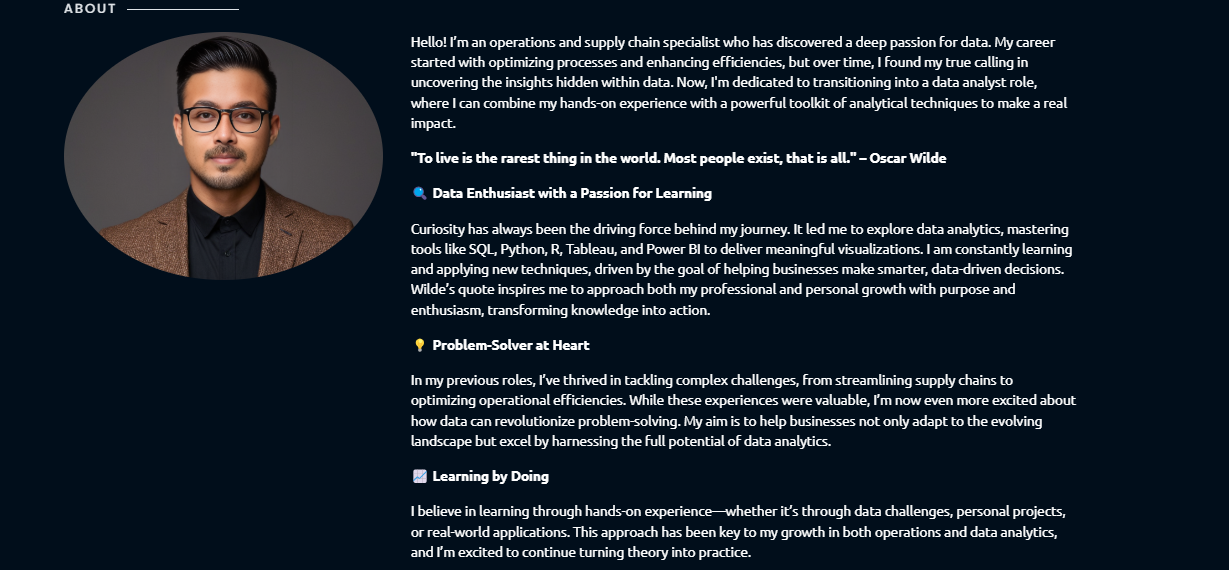 ABOUT
Hello! I’m an operations and supply chain specialist who has discovered a deep passion for data. My career
started with optimizing processes and enhancing efficiencies, but over time, I found my true calling in
uncovering the insights hidden within data. Now, I'm dedicated to transitioning into a data analyst role,
where I can combine my hands-on experience with a powerful toolkit of analytical techniques to make a real
impact.
"To live is the rarest thing in the world. Most people exist, that is all." – Oscar Wilde
🔍 Data Enthusiast with a Passion for Learning
Curiosity has always been the driving force behind my journey. It led me to explore data analytics, mastering
tools like SQL, Python, R, Tableau, and Power BI to deliver meaningful visualizations. I am constantly learning
and applying new techniques, driven by the goal of helping businesses make smarter, data-driven decisions.
Wilde’s quote inspires me to approach both my professional and personal growth with purpose and
enthusiasm, transforming knowledge into action.
💡 Problem-Solver at Heart
In my previous roles, I’ve thrived in tackling complex challenges, from streamlining supply chains to
optimizing operational efficiencies. While these experiences were valuable, I’m now even more excited about
how data can revolutionize problem-solving. My aim is to help businesses not only adapt to the evolving
landscape but excel by harnessing the full potential of data analytics.
📈 Learning by Doing
I believe in learning through hands-on experience—whether it’s through data challenges, personal projects,
or real-world applications. This approach has been key to my growth in both operations and data analytics,
and I’m excited to continue turning theory into practice.